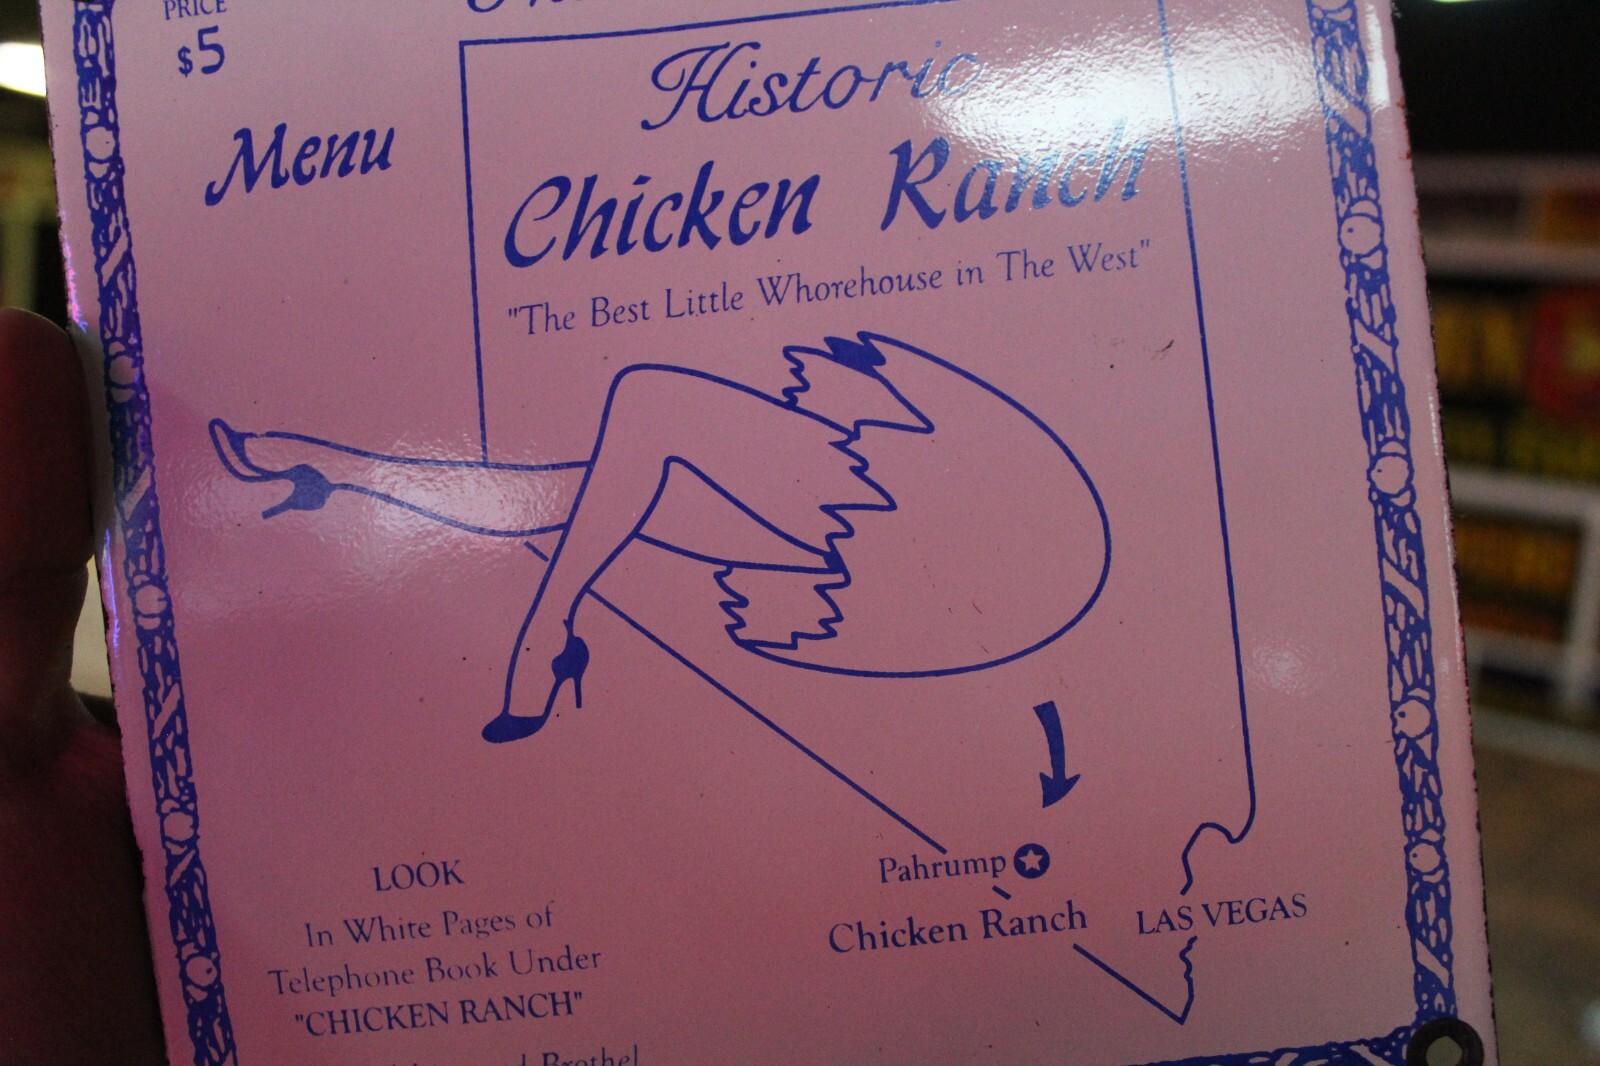 PRICE
$5
Menu
Historic
Chicken Ranch
"The Best Little Whorehouse in The West"
Pahrump
Chicken Ranch
LAS VEGAS
LOOK
In White Pages of
Telephone Book Under
"CHICKEN RANCH"
Brothel